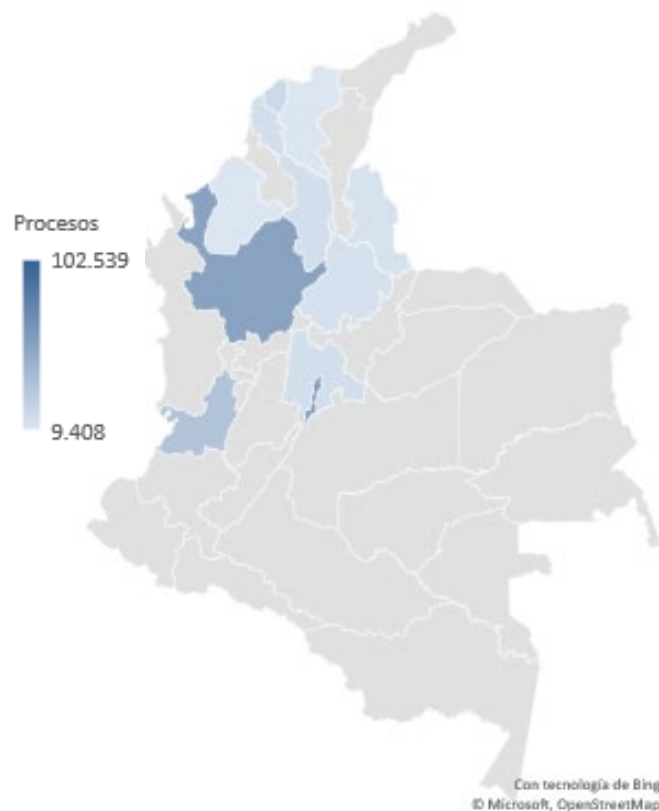 Procesos
102.539
9.408
Con tecnología de Bing
© Microsoft, OpenStreetMap